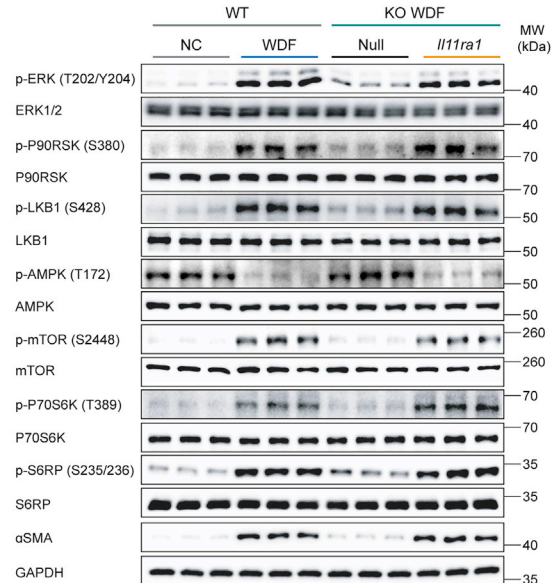 WT KO WDF
MW
(kDa)
NC WDF Null Il11ra1
p-ERK (T202/Y204)
40
ERK1/2
40
p-P90RSK (S380)
70
P90RSK
70
p-LKB1 (S428)
50
LKB1
50
p-AMPK (T172)
AMPK
50
p-mTOR (S2448)
260
mTOR
260
p-P70S6K (T389)
70
P70S6K
70
p-S6RP (S235/236)
35
S6RP
35
αSMA
40
GAPDH
35